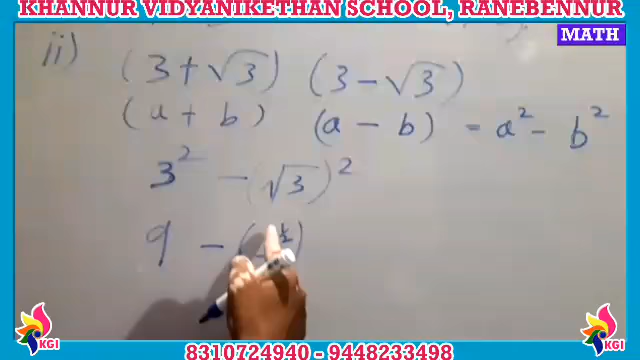 KHANNUR VIDYANIKETHAN SCHOOL, RANEBENNUR
MATH
ii) (3+√3) (3-√3)
(a + b) (a - b) = a² - b²
3² - (√3)²
9 - (
KGI
KGI
8310724940 - 9448233498